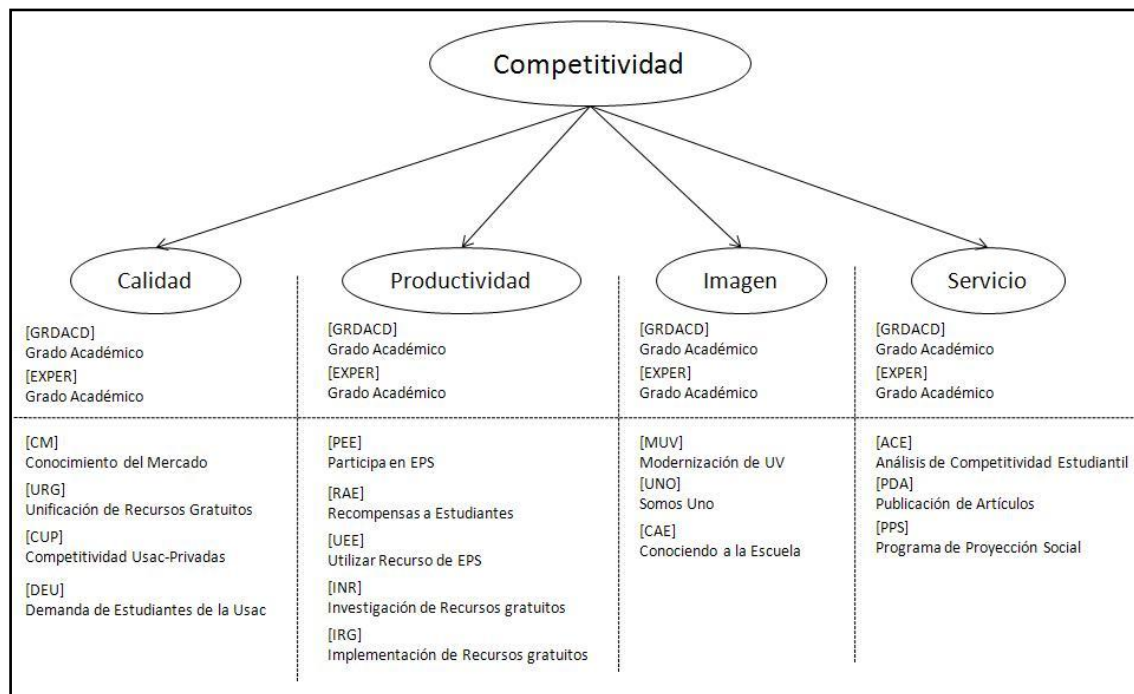 Competitividad
Calidad
Productividad
Imagen
Servicio
[GRDACD]
Grado Académico
[EXPER]
Grado Académico
[GRDACD]
Grado Académico
[EXPER]
Grado Académico
[GRDACD]
Grado Académico
[EXPER]
Grado Académico
[GRDACD]
Grado Académico
[EXPER]
Grado Académico
[CM]
Conocimiento del Mercado
[URG]
Unificación de Recursos Gratuitos
[CUP]
Competitividad Usac-Privadas
[DEU]
Demanda de Estudiantes de la Usac
[PEE]
Participa en EPS
[RAE]
Recompensas a Estudiantes
[UEE]
Utilizar Recurso de EPS
[INR]
Investigación de Recursos gratuitos
[IRG]
Implementación de Recursos gratuitos
[MUV]
Modernización de UV
[UNO]
Somos Uno
[CAE]
Conociendo a la Escuela
[ACE]
Análisis de Competitividad Estudiantil
[PDA]
Publicación de Artículos
[PPS]
Programa de Proyección Social